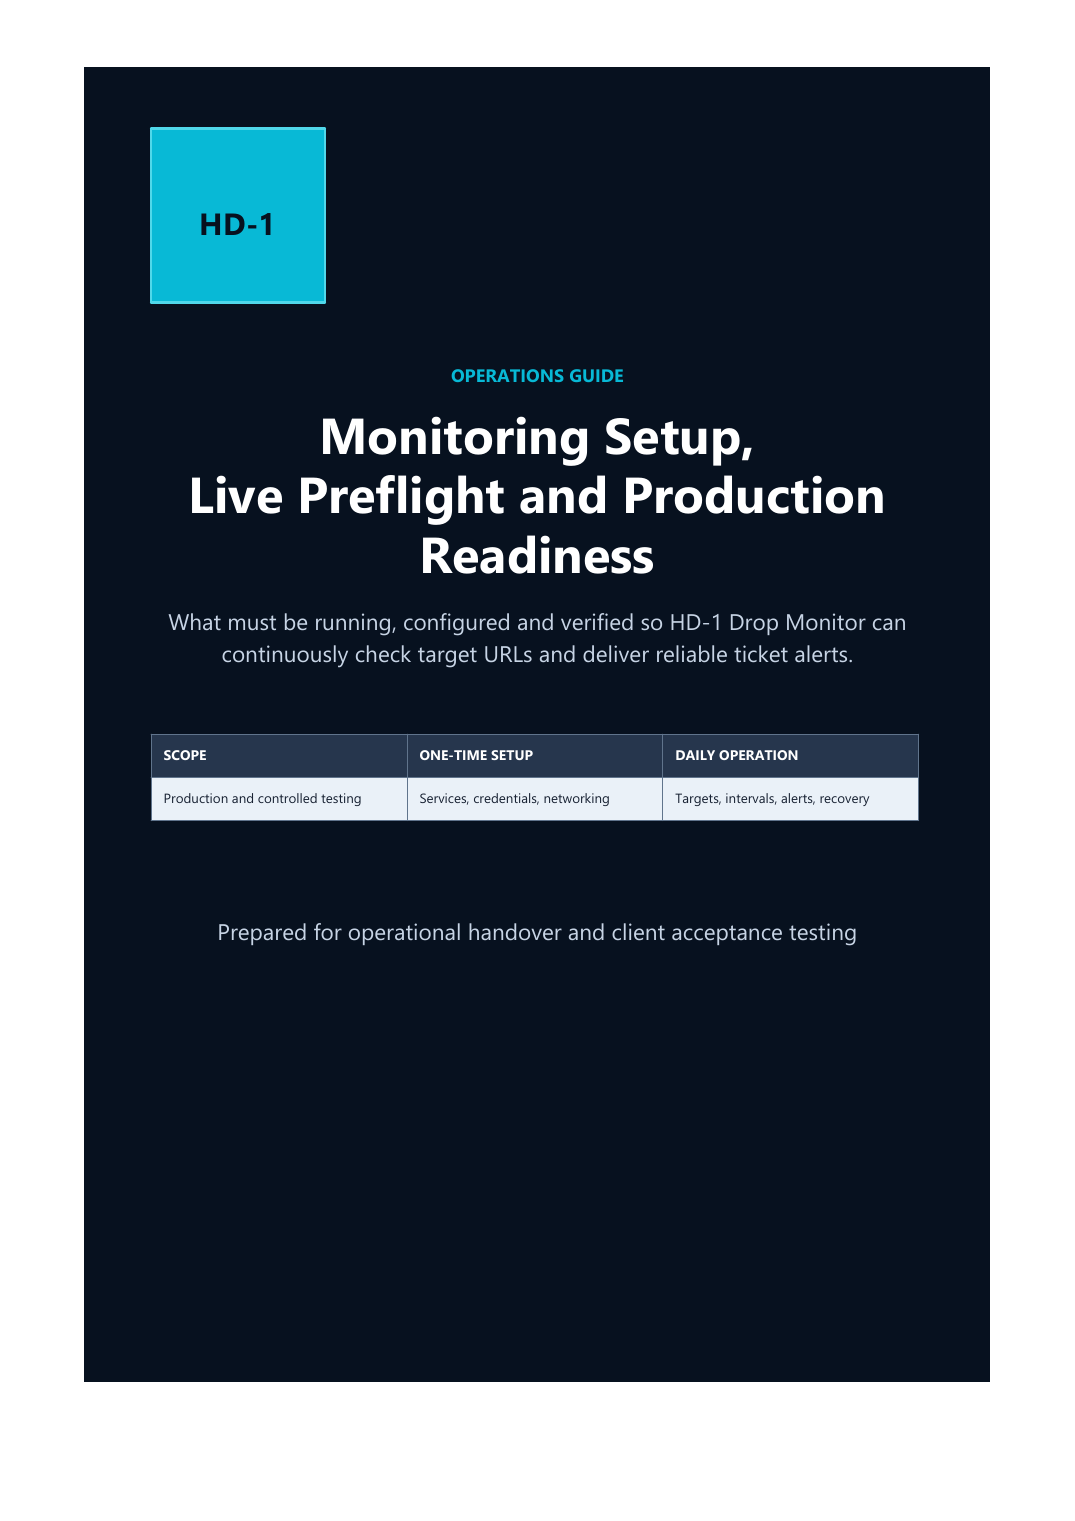 HD-1
OPERATIONS GUIDE
Monitoring Setup,
Live Preflight and Production
Readiness
What must be running, configured and verified so HD-1 Drop Monitor can
continuously check target URLs and deliver reliable ticket alerts.
SCOPE ONE-TIME SETUP DAILY OPERATION
Production and controlled testing Services, credentials, networking Targets, intervals, alerts, recovery
Prepared for operational handover and client acceptance testing